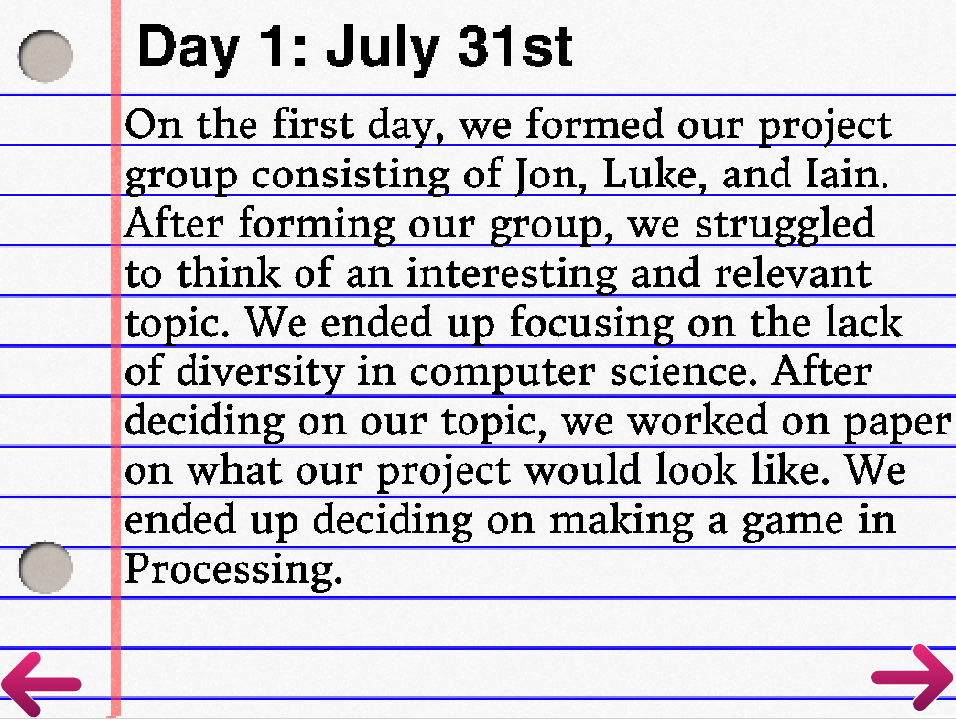 Day 1: July 31st
On the first day, we formed our project
group consisting of Jon, Luke, and Iain.
After forming our group, we struggled
to think of an interesting and relevant
topic. We ended up focusing on the lack
of diversity in computer science. After
deciding on our topic, we worked on paper
on what our project would look like. We
ended up deciding on making a game in
Processing.